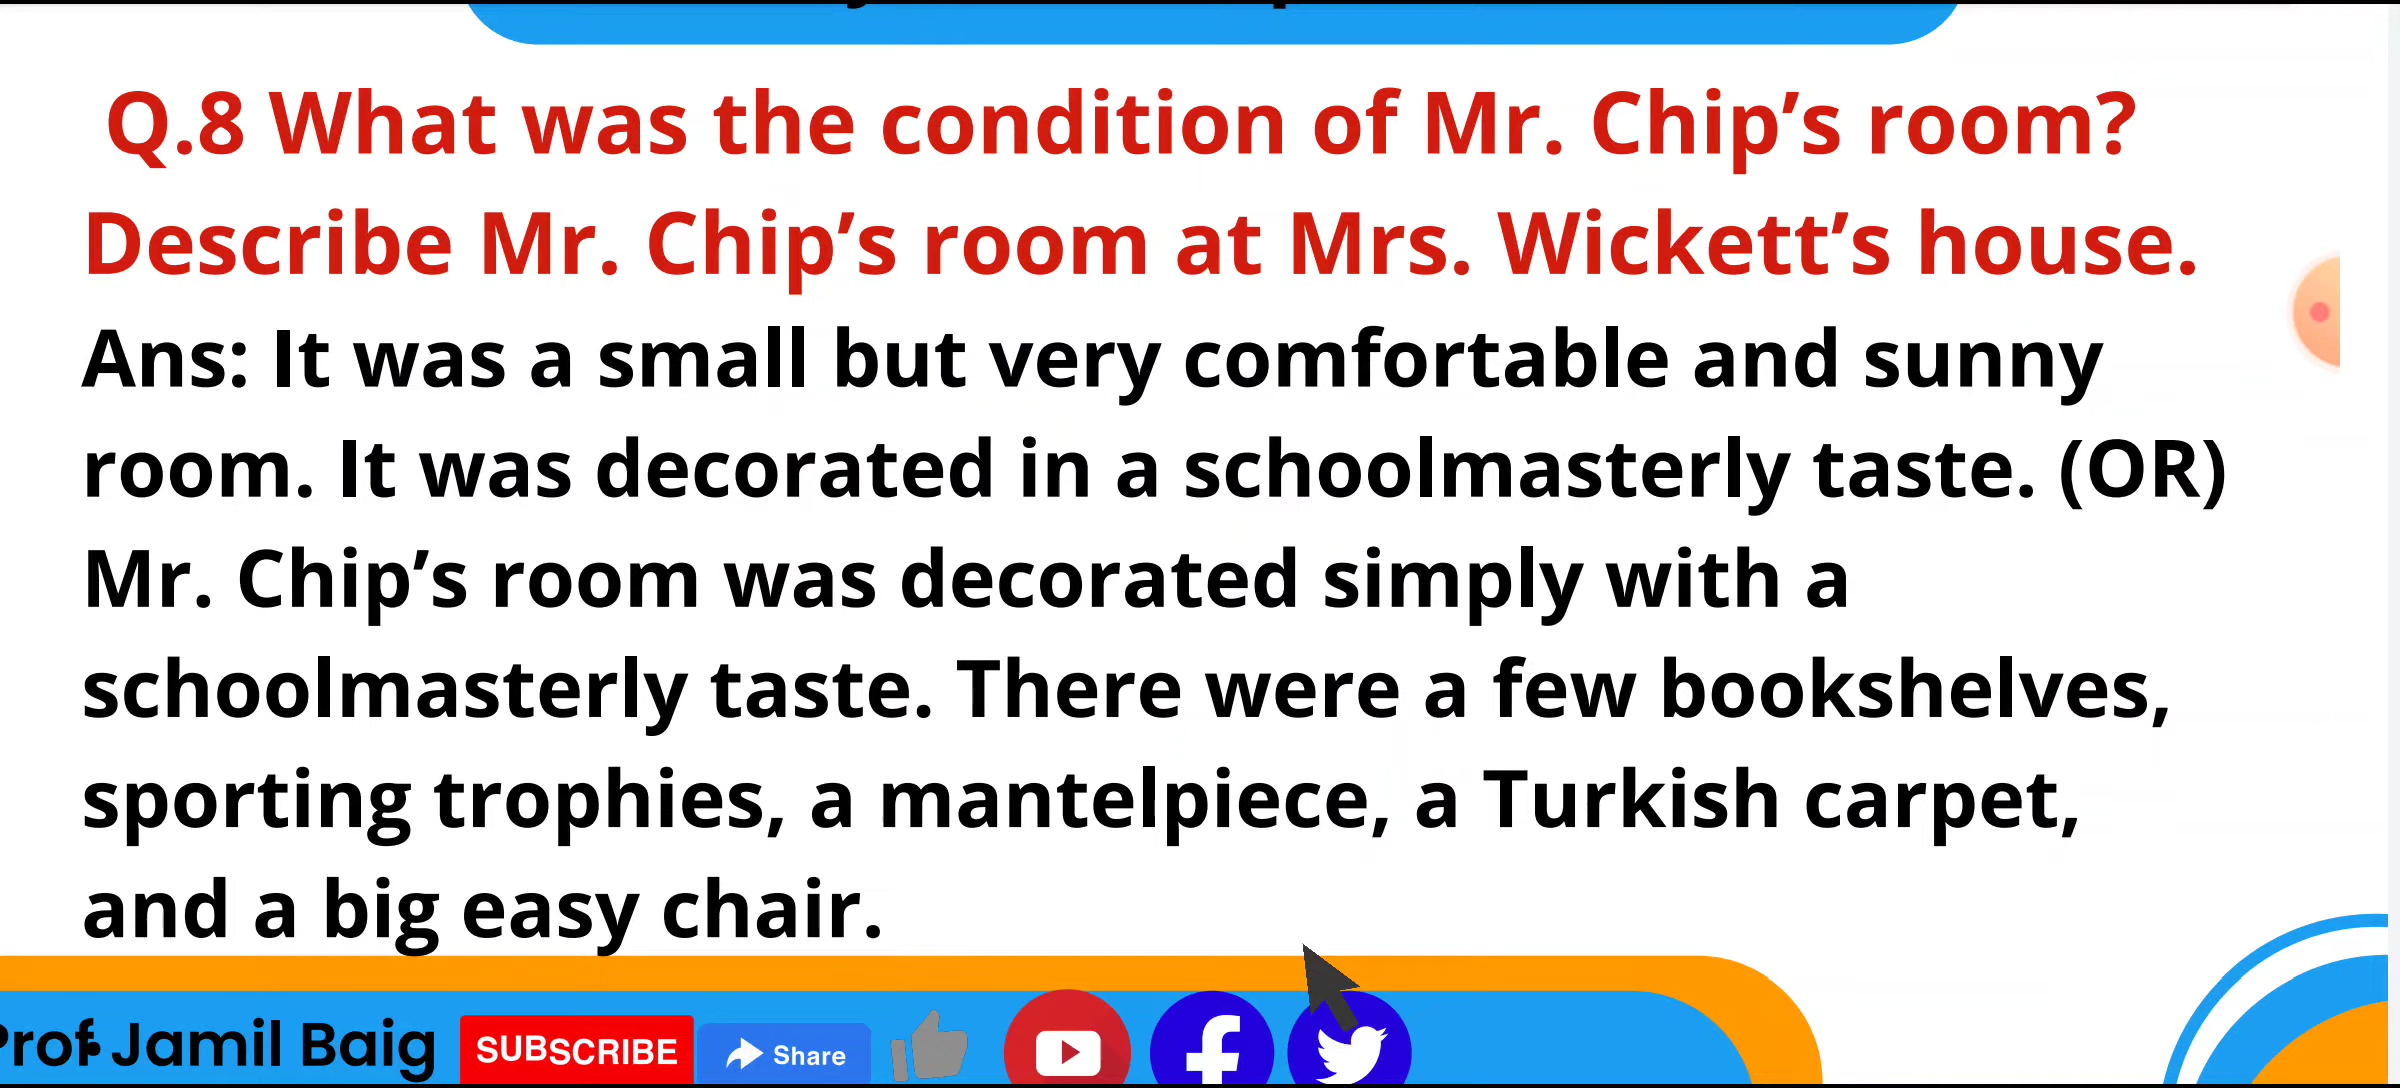 Q.8 What was the condition of Mr. Chip’s room?
Describe Mr. Chip’s room at Mrs. Wickett’s house.
Ans: It was a small but very comfortable and sunny
room. It was decorated in a schoolmasterly taste. (OR)
Mr. Chip’s room was decorated simply with a
schoolmasterly taste. There were a few bookshelves,
sporting trophies, a mantelpiece, a Turkish carpet,
and a big easy chair.
Prof Jamil Baig SUBSCRIBE Share